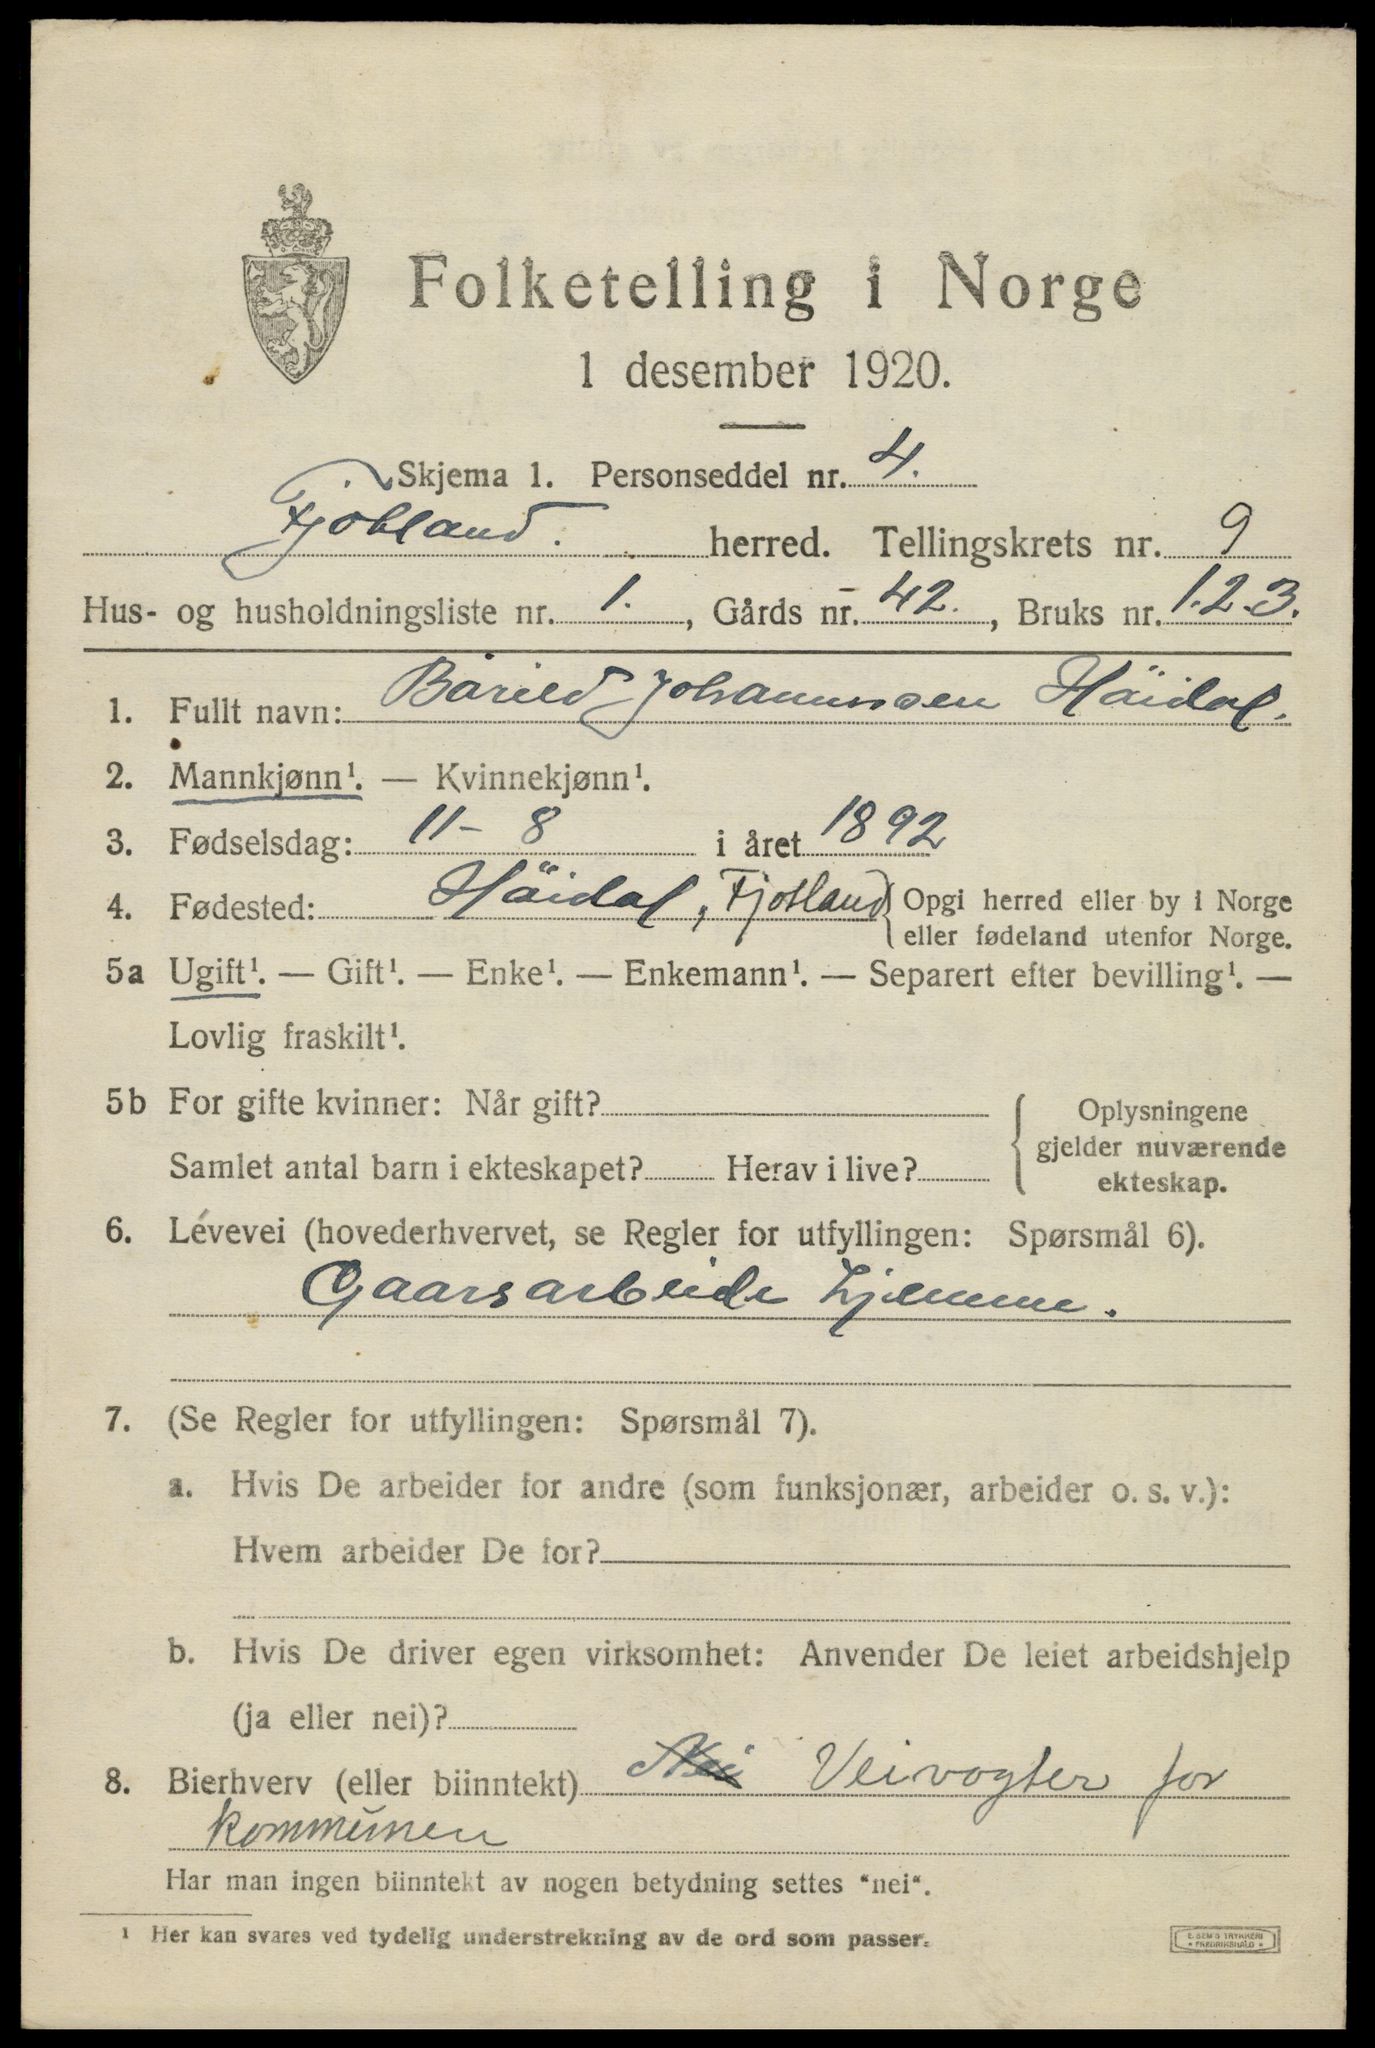 Folketelling i Norge
1 desember 1920.
Skjema 1. Personseddel nr. 4.
Fjotland. herred. Tellingskrets nr. 9
Hus- og husholdningsliste nr. 1., Gårds nr. 42., Bruks nr. 1.2.3.
1. Fullt navn: Johannessen Häidal.
2. Mannkjønn¹. — Kvinnekjønn¹.
3. Fødselsdag: 11-8 i året 1892
4. Fødested: Häidal, Fjotland { Opgi herred eller by i Norge
eller fødeland utenfor Norge.
5a Ugift¹. — Gift¹. — Enke¹. — Enkemann¹. — Separert efter bevilling¹. —
Lovlig fraskilt¹.
5b For gifte kvinner: Når gift?
Samlet antal barn i ekteskapet? Herav i live?
{ Oplysningene
gjelder nuværende
ekteskap.
6. Levevei (hovederhvervet, se Regler for utfyllingen: Spørsmål 6).
Gaarsarbeide hjemme.
7. (Se Regler for utfyllingen: Spørsmål 7).
a. Hvis De arbeider for andre (som funksjonær, arbeider o. s. v.):
Hvem arbeider De for?
b. Hvis De driver egen virksomhet: Anvender De leiet arbeidshjelp
(ja eller nei)?
8. Bierhverv (eller biinntekt) Nei Veivogter for
kommunen
Har man ingen biinntekt av nogen betydning settes "nei".
¹ Her kan svares ved tydelig understrekning av de ord som passer.
E. SEM'S TRYKKERI
• FREDRIKSHALD •